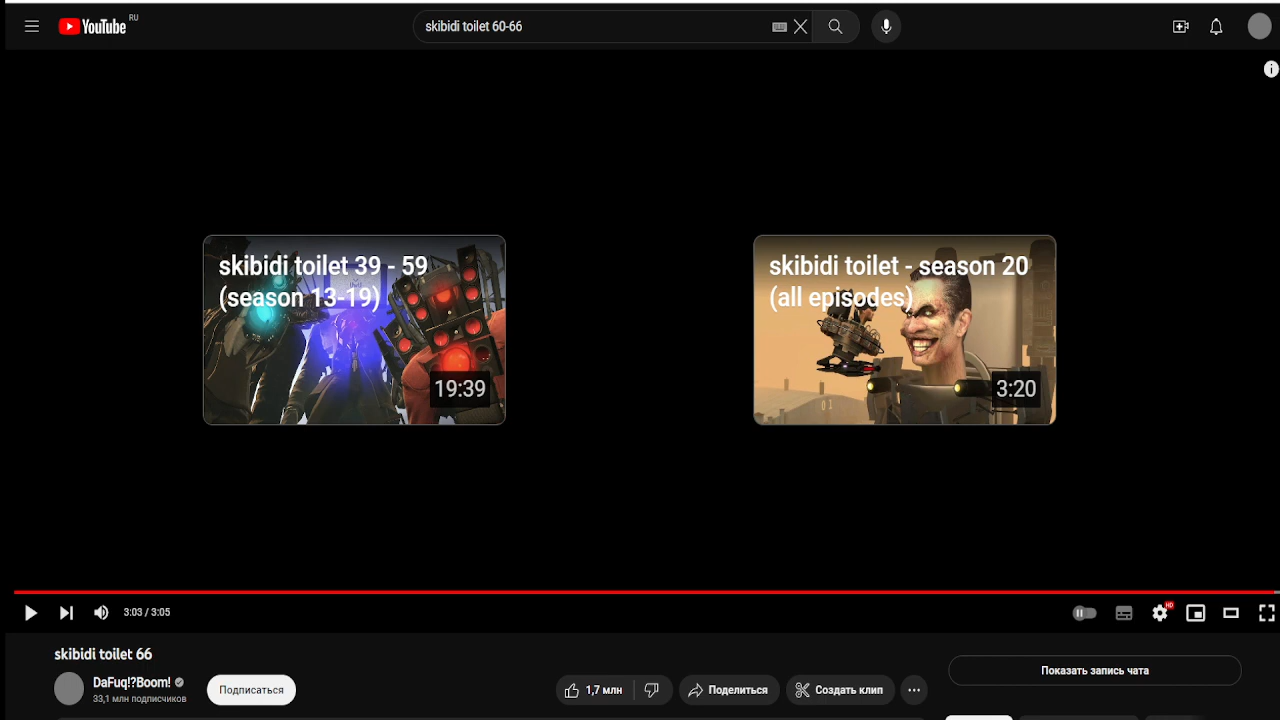 YouTube RU
skibidi toilet 60-66
skibidi toilet 39 - 59
(season 13-19)
19:39
skibidi toilet - season 20
(all episodes)
01
3:20
3:03 / 3:05
HD
skibidi toilet 66
DaFuq!?Boom!
33,1 млн подписчиков
Подписаться
1,7 млн
Поделиться
Создать клип
Показать запись чата